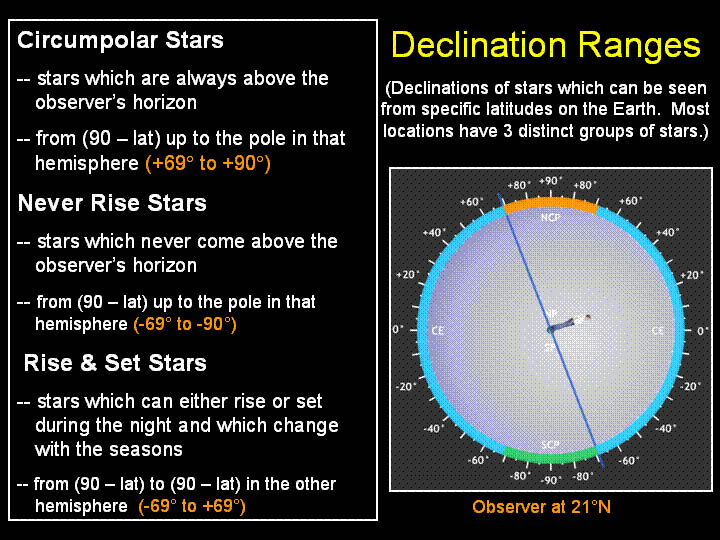 Circumpolar Stars
-- stars which are always above the
observer's horizon
-- from (90 – lat) up to the pole in that
hemisphere (+69° to +90°)
Never Rise Stars
-- stars which never come above the
observer's horizon
-- from (90 – lat) up to the pole in that
hemisphere (-69° to -90°)
Rise & Set Stars
-- stars which can either rise or set
during the night and which change
with the seasons
-- from (90 – lat) to (90 – lat) in the other
hemisphere (-69° to +69°)
Declination Ranges
(Declinations of stars which can be seen
from specific latitudes on the Earth. Most
locations have 3 distinct groups of stars.)
+80° +90° +80°
+60° +60°
NCP
+40° +40°
+20° +20°
NP
0° CE CE 0°
SP
-20° -20°
-40° -40°
SCP
-60° -60°
-80° -90° -80°
Observer at 21°N